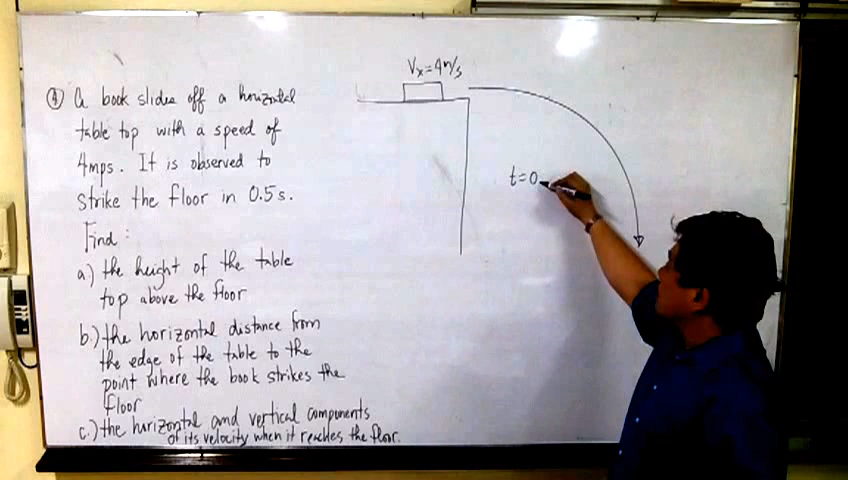 ④ A book slides off a horizontal
table top with a speed of
4mps. It is observed to
strike the floor in 0.5s.
Find:
a.) the height of the table
top above the floor
b.) the horizontal distance from
the edge of the table to the
point where the book strikes the
floor
c.) the horizontal and vertical components
of its velocity when it reaches the floor.
Vx=4m/s
t=0